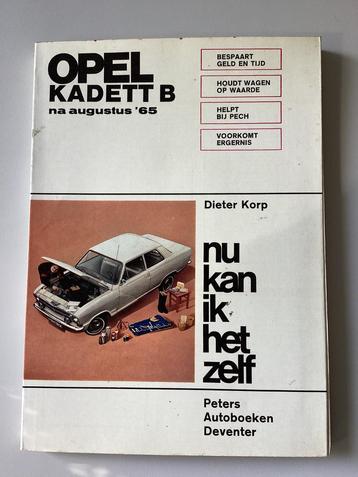 OPEL
KADETT B
na augustus '65
BESPAART
GELD EN TIJD
HOUDT WAGEN
OP WAARDE
HELPT
BIJ PECH
VOORKOMT
ERGERNIS
Dieter Korp
nu
kan
ik
het
zelf
Peters
Autoboeken
Deventer